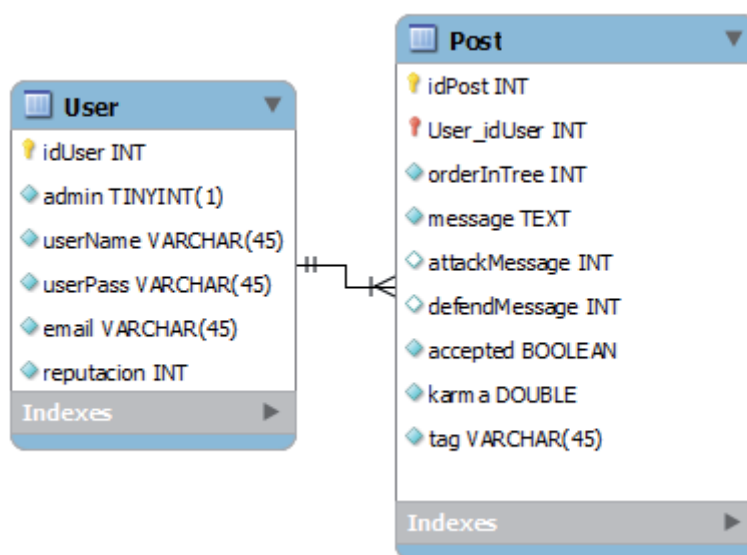 User
idUser INT
admin TINYINT(1)
userName VARCHAR(45)
userPass VARCHAR(45)
email VARCHAR(45)
reputacion INT
Indexes
Post
idPost INT
User_idUser INT
orderInTree INT
message TEXT
attackMessage INT
defendMessage INT
accepted BOOLEAN
karma DOUBLE
tag VARCHAR(45)
Indexes